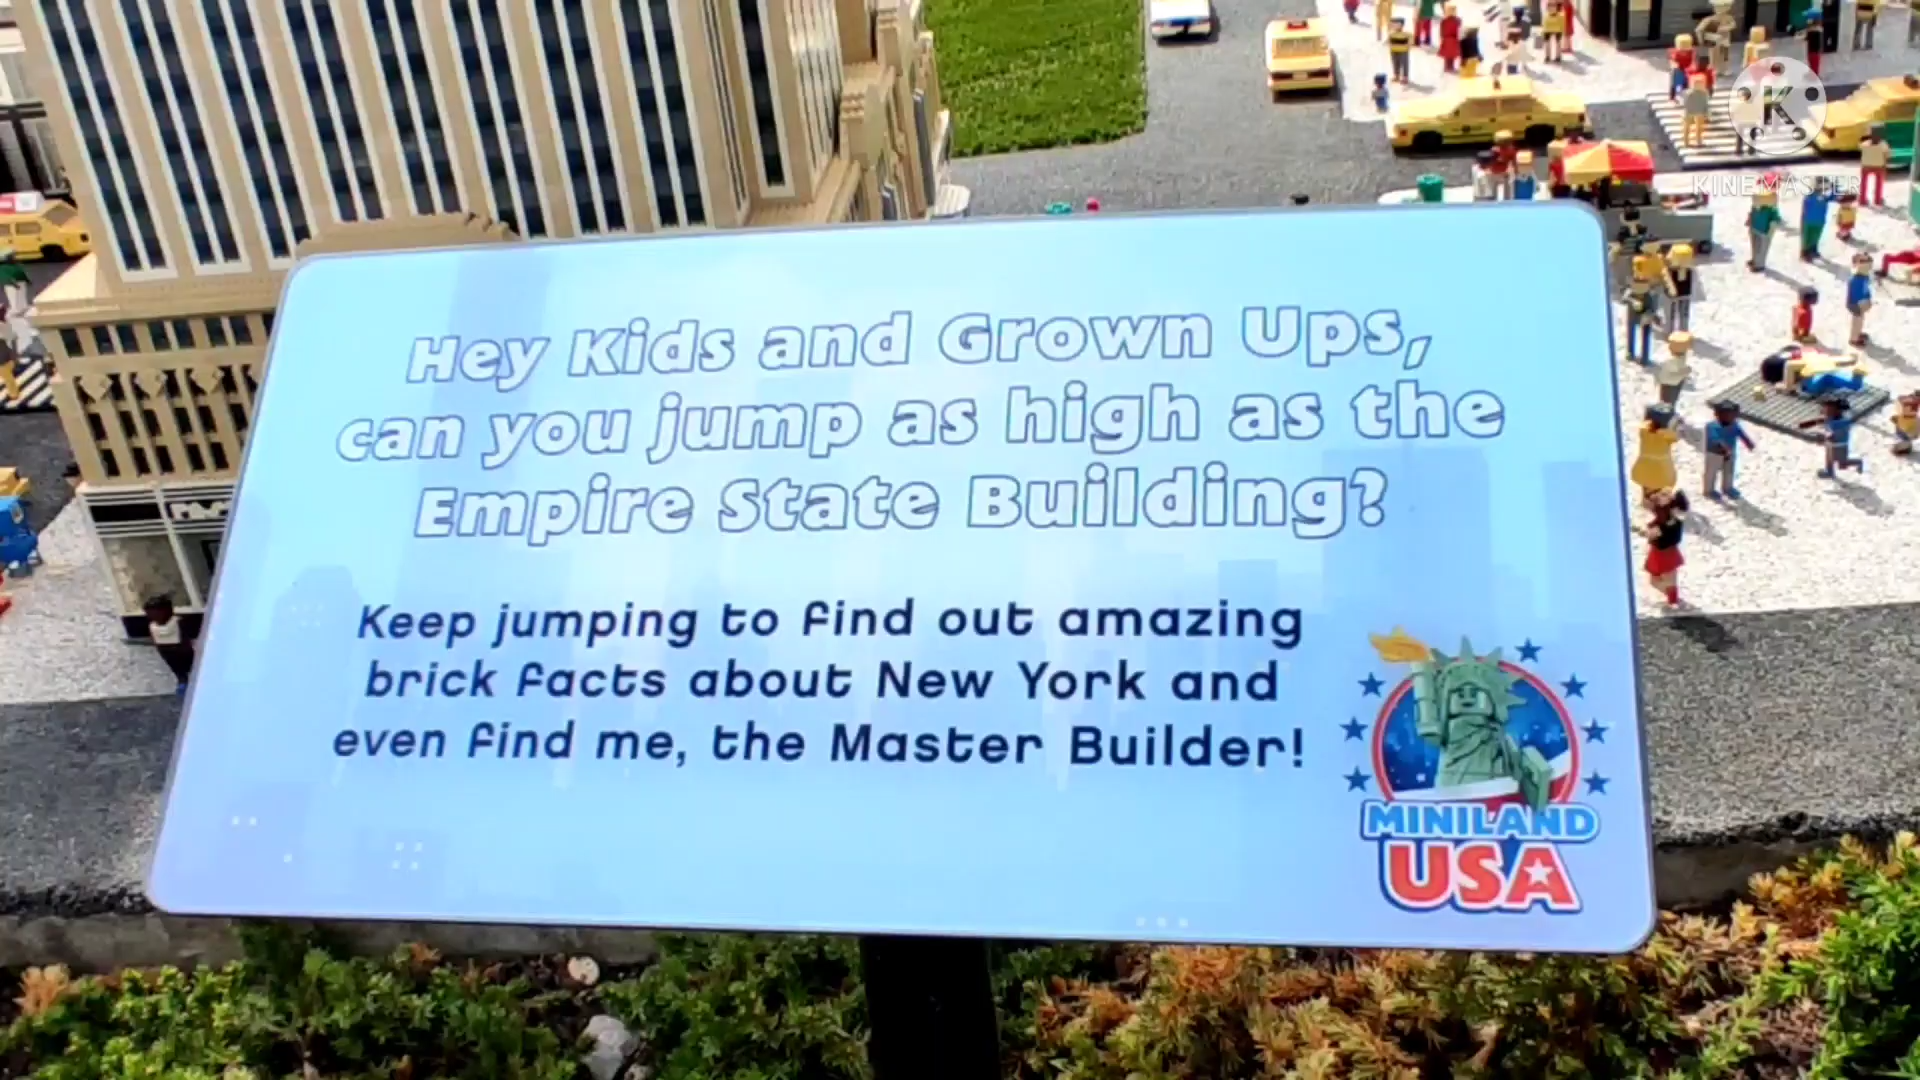 KINEMASTER
Hey Kids and Grown Ups,
can you jump as high as the
Empire State Building?
Keep jumping to find out amazing
brick facts about New York and
even find me, the Master Builder!
MINILAND
USA